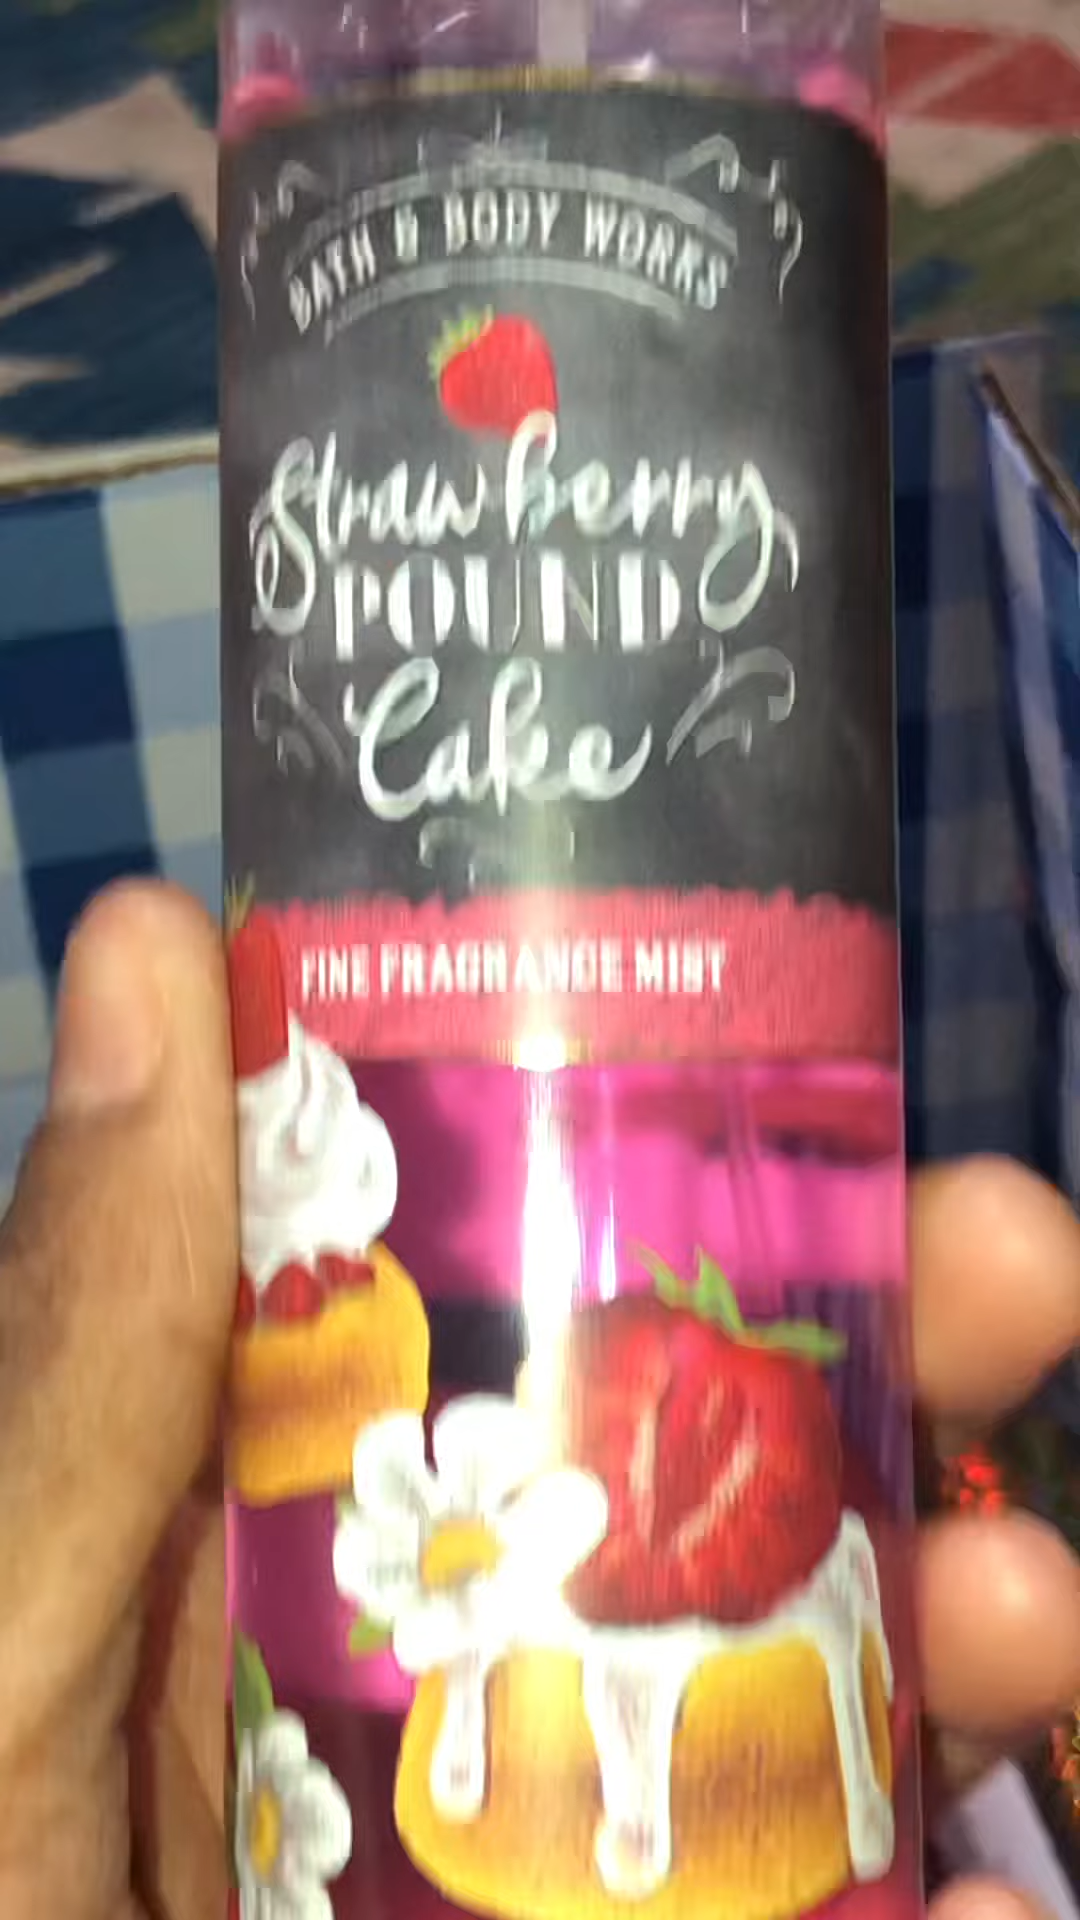 BATH & BODY WORKS
Strawberry
POUND
Cake
FINE FRAGRANCE MIST